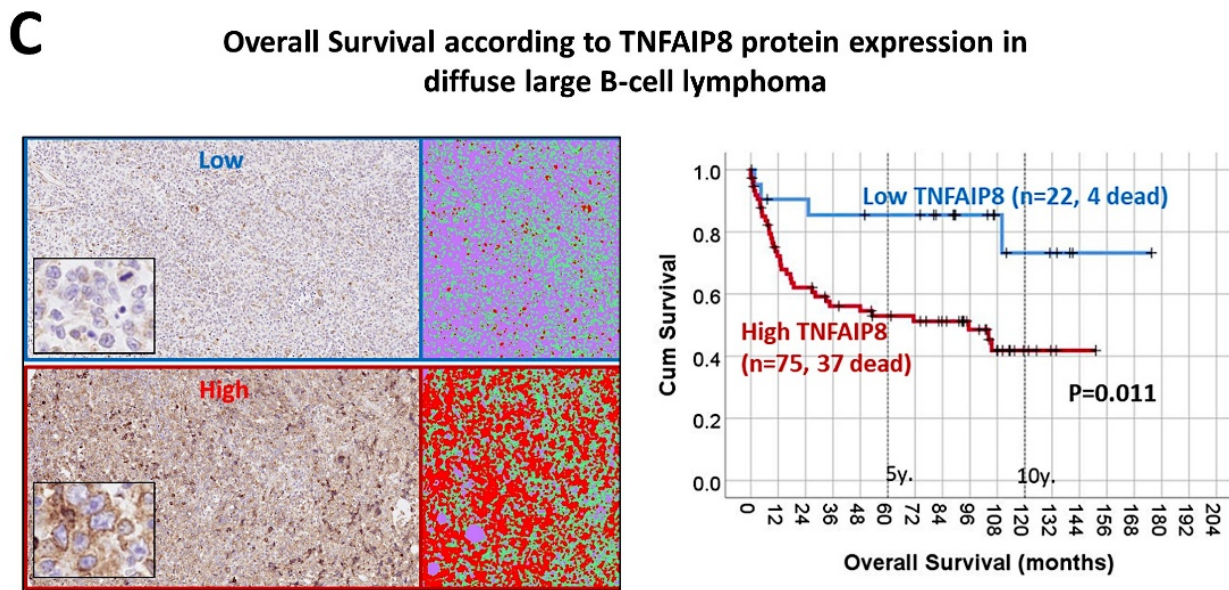 C
Overall Survival according to TNFAIP8 protein expression in
diffuse large B-cell lymphoma
Low
High
Cum Survival
1.0
0.8
0.6
0.4
0.2
0.0
Low TNFAIP8 (n=22, 4 dead)
High TNFAIP8
(n=75, 37 dead)
P=0.011
5y.
10y.
0 12 24 36 48 60 72 84 96 108 120 132 144 156 168 180 192 204
Overall Survival (months)